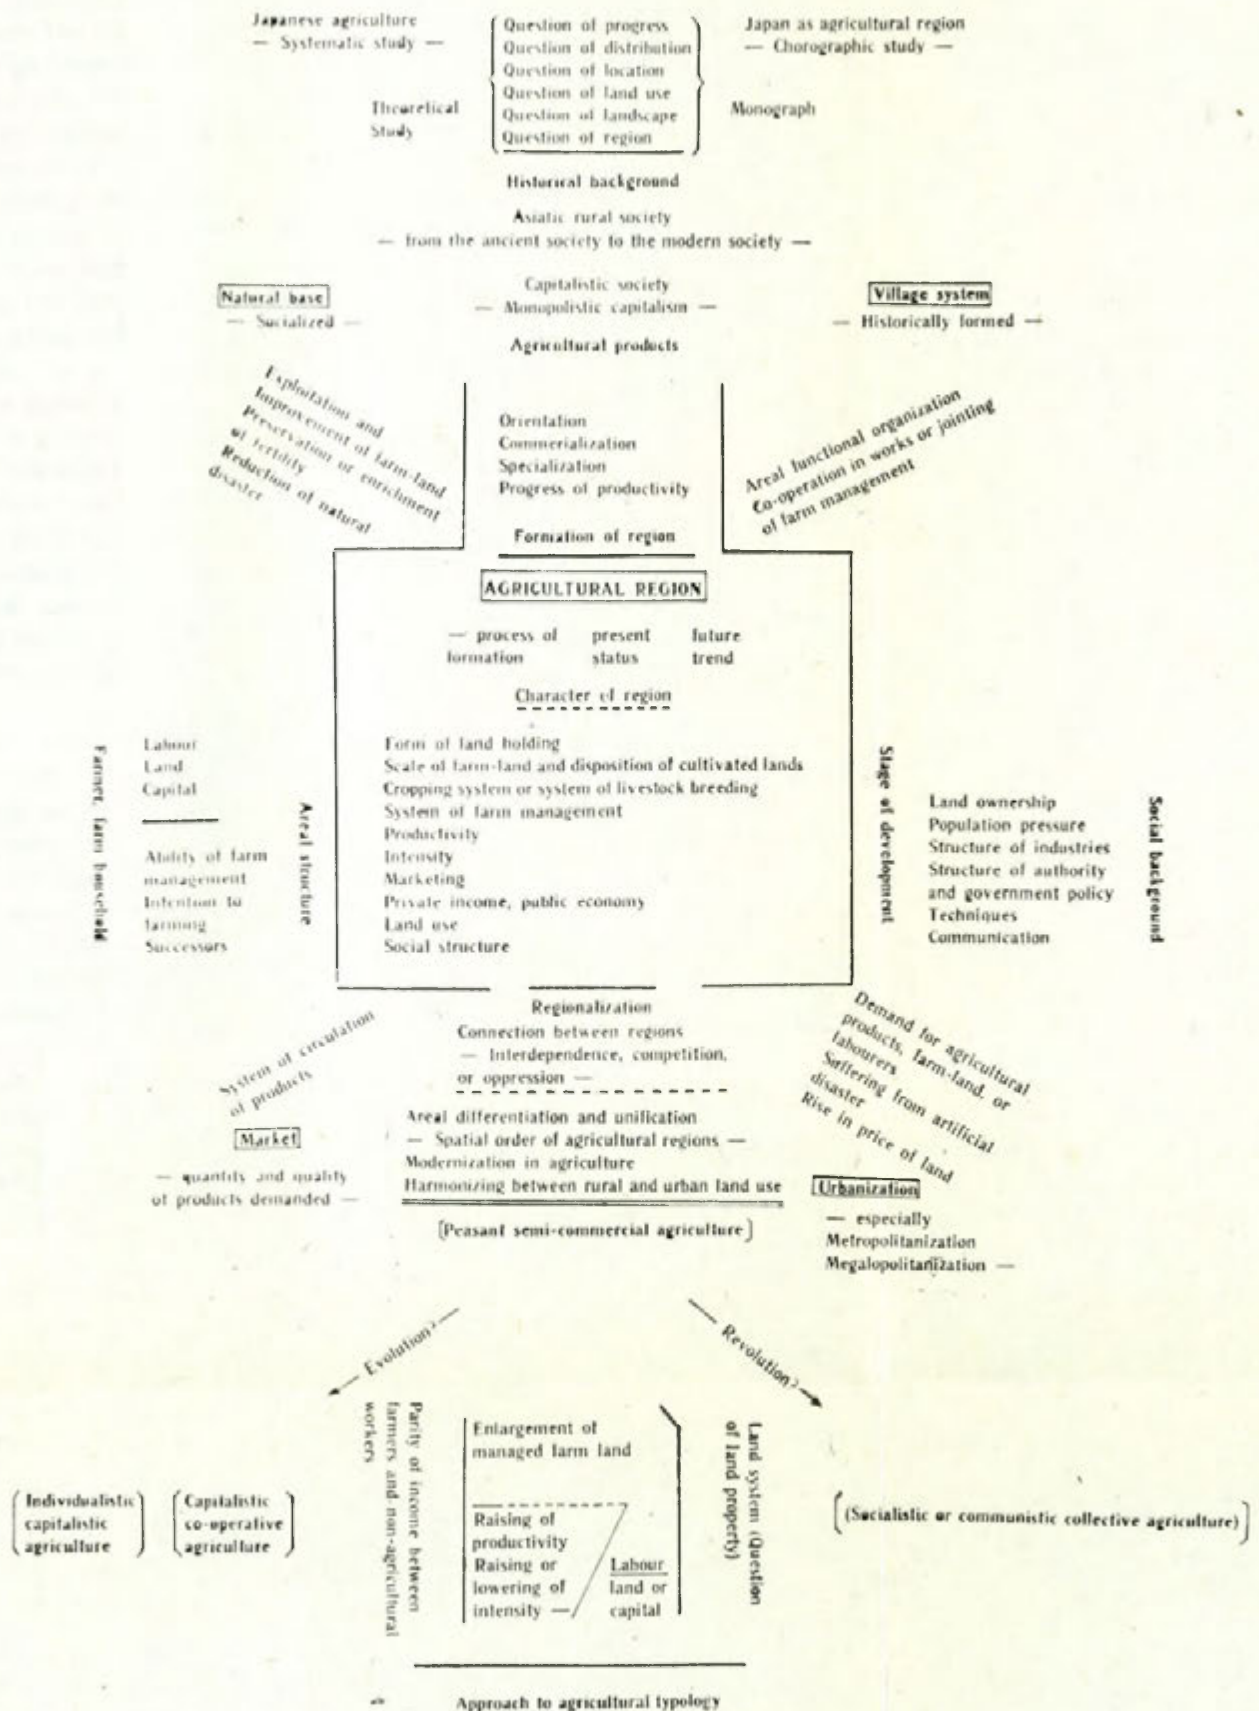 Japanese agriculture
— Systematic study —
Theoretical
Study
Question of progress
Question of distribution
Question of location
Question of land use
Question of landscape
Question of region
Japan as agricultural region
— Chorographic study —
Monograph
Historical background
Asiatic rural society
— from the ancient society to the modern society —
Capitalistic society
— Monopolistic capitalism —
Agricultural products
Natural base
— Socialized —
Village system
— Historically formed —
Exploitation and
Improvement of farm-land
Preservation or enrichment
of fertility
Reduction of natural
disaster
Orientation
Commerialization
Specialization
Progress of productivity
Formation of region
Areal functional organization
Co-operation in works or jointing
of farm management
AGRICULTURAL REGION
— process of present future
formation status trend
Character of region
Farmer, farm household
Labour
Land
Capital
Ability of farm
management
Intention to
farming
Successors
Areal structure
Form of land holding
Scale of farm-land and disposition of cultivated lands
Cropping system or system of livestock breeding
System of farm management
Productivity
Intensity
Marketing
Private income, public economy
Land use
Social structure
Stage of development
Land ownership
Population pressure
Structure of industries
Structure of authority
and government policy
Techniques
Communication
Social background
System of circulation
of products
Market
— quantity and quality
of products demanded —
Regionalization
Connection between regions
— Interdependence, competition,
or oppression —
Areal differentiation and unification
— Spatial order of agricultural regions —
Modernization in agriculture
Harmonizing between rural and urban land use
[Peasant semi-commercial agriculture]
Demand for agricultural
products, farm-land, or
labourers
Suffering from artificial
disaster
Rise in price of land
Urbanization
— especially
Metropolitanization
Megalopolitanization —
Evolution?
Revolution?
Individualistic
capitalistic
agriculture
Capitalistic
co-operative
agriculture
Parity of income between
farmers and non-agricultural
workers
Enlargement of
managed farm land
Raising of
productivity
Raising or
lowering of
intensity —
Labour
land or
capital
Land system (Question
of land property)
[(Socialistic or communistic collective agriculture)]
Approach to agricultural typology